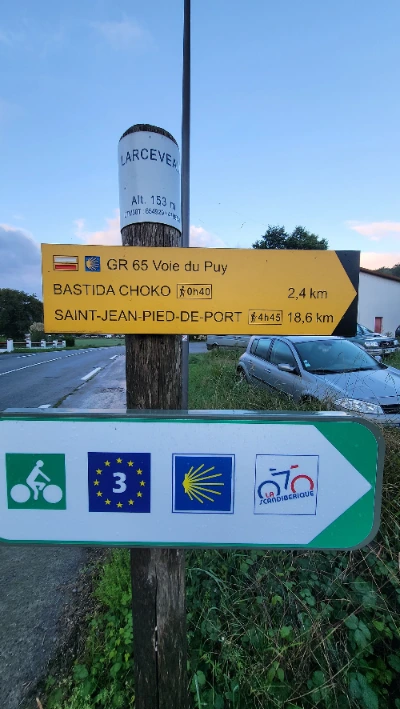 LARCEVEAU
Alt. 153 m
GR 65 Voie du Puy
BASTIDA CHOKO 0h40 2,4 km
SAINT-JEAN-PIED-DE-PORT 4h45 18,6 km
3
LA
SCANDIBÉRIQUE